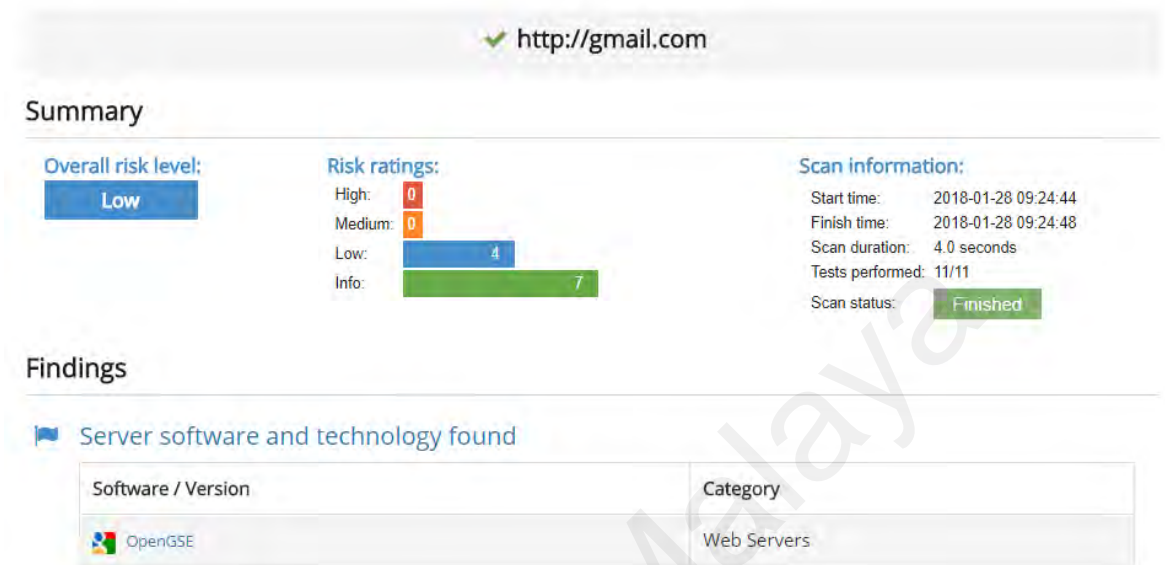 http://gmail.com
Summary
Overall risk level:
Low
Risk ratings:
High: 0
Medium: 0
Low: 4
Info: 7
Scan information:
Start time: 2018-01-28 09:24:44
Finish time: 2018-01-28 09:24:48
Scan duration: 4.0 seconds
Tests performed: 11/11
Scan status: Finished
Findings
Server software and technology found
Software / Version Category
OpenGSE Web Servers
Malaya